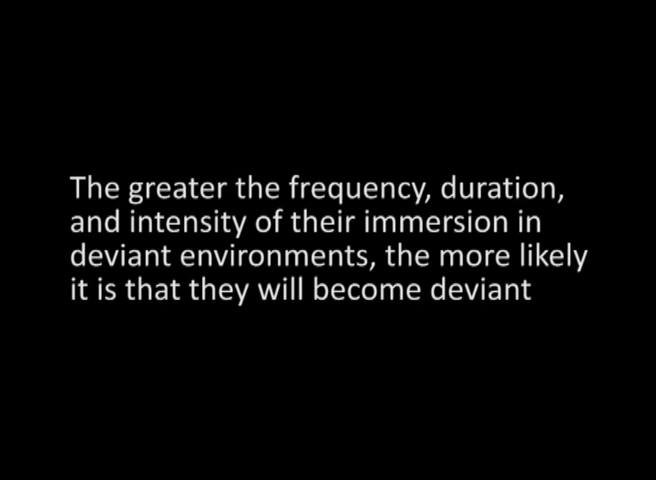 The greater the frequency, duration,
and intensity of their immersion in
deviant environments, the more likely
it is that they will become deviant